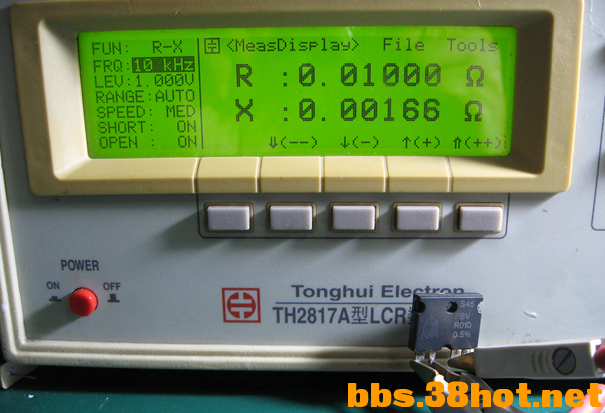 FUN: R-X
<MeasDisplay> File Tools
FRQ: 10 kHz
LEV:1.000V
RANGE:AUTO
SPEED: MED
SHORT: ON
OPEN : ON
R :0.01000 Ω
X :0.00166 Ω
⇓(--) ↓(-) ↑(+) ⇑(++)
POWER
ON OFF
Tonghui Electron
TH2817A型LCR
S45
BV
R010
0.5%
bbs.38hot.net